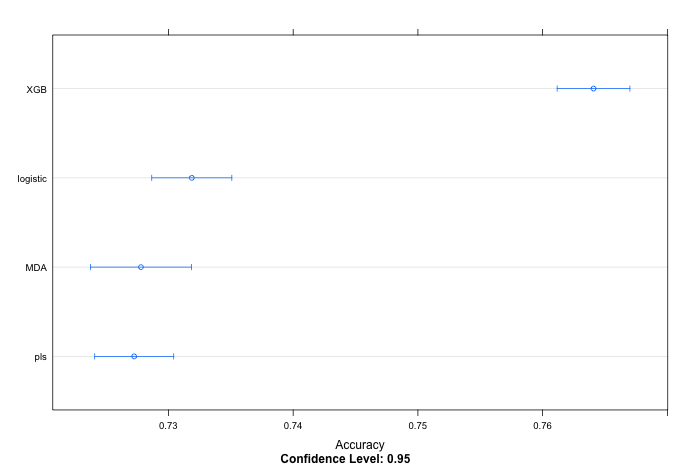 XGB
logistic
MDA
pls
0.73 0.74 0.75 0.76
Accuracy
Confidence Level: 0.95